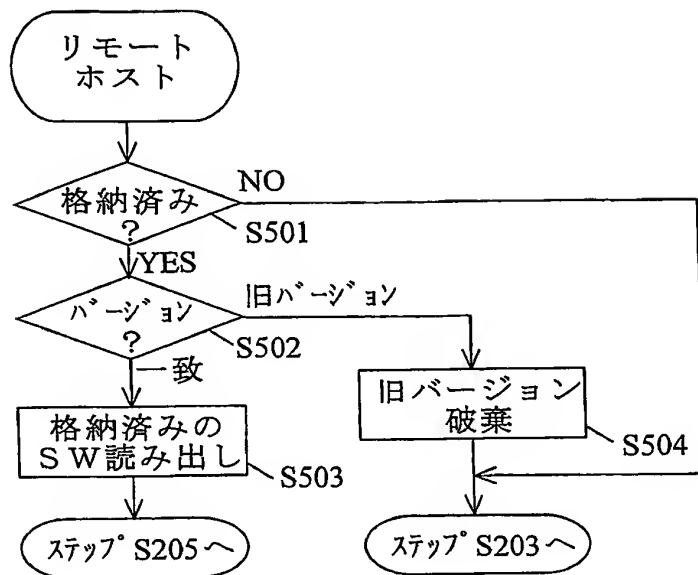 リモート
ホスト
格納済み
?
NO
S501
YES
バージョン
?
旧バージョン
S502
一致
格納済みの
SW読み出し
S503
旧バージョン
破棄
S504
ステップS205へ
ステップS203へ